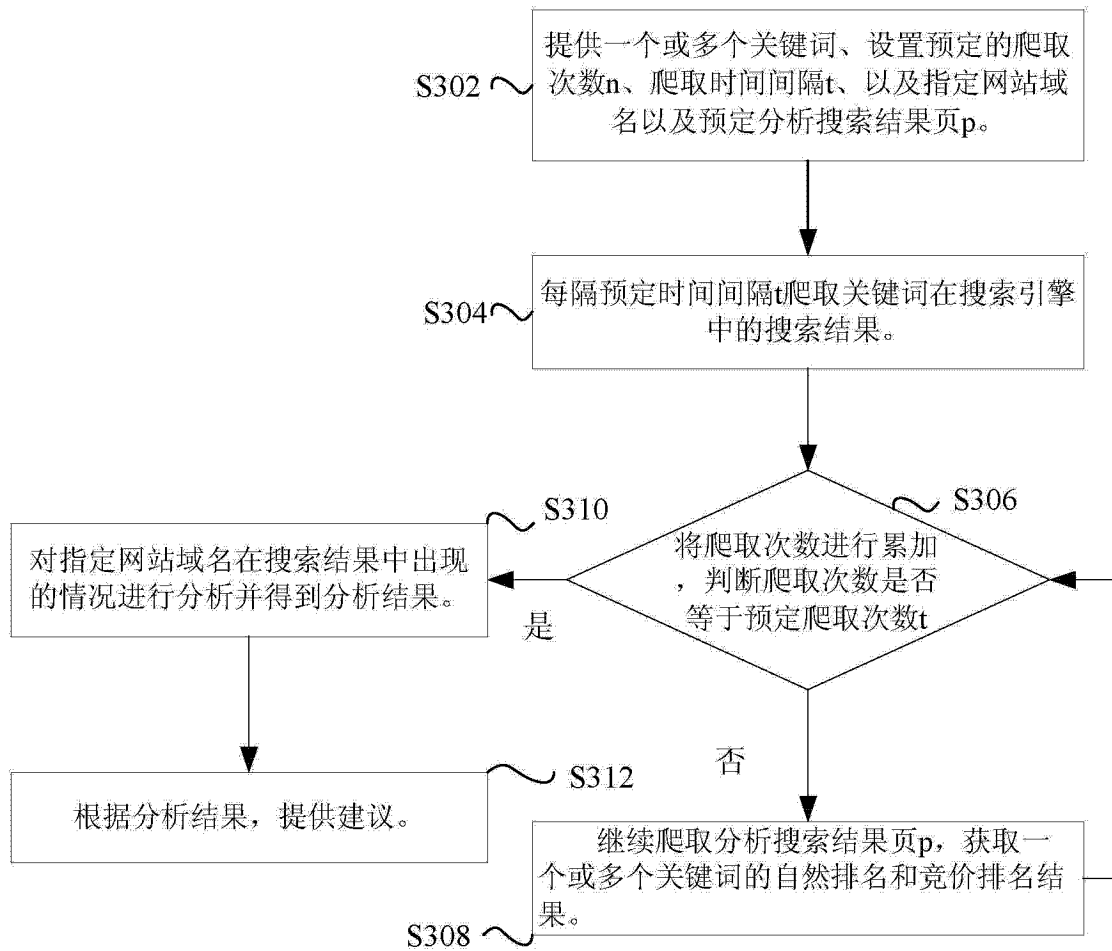 提供一个或多个关键词、设置预定的爬取
次数n、爬取时间间隔t、以及指定网站域
名以及预定分析搜索结果页p。
S302
每隔预定时间间隔t爬取关键词在搜索引擎
中的搜索结果。
S304
S306
将爬取次数进行累加
，判断爬取次数是否
等于预定爬取次数t
S310
对指定网站域名在搜索结果中出现
的情况进行分析并得到分析结果。
是
否
S312
根据分析结果，提供建议。
继续爬取分析搜索结果页p，获取一
个或多个关键词的自然排名和竞价排名结
果。
S308